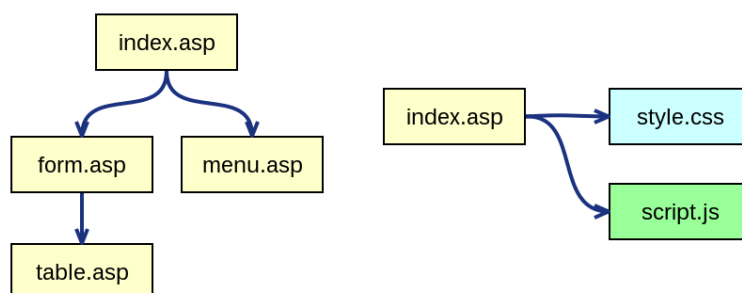 index.asp
form.asp
menu.asp
table.asp
index.asp
style.css
script.js